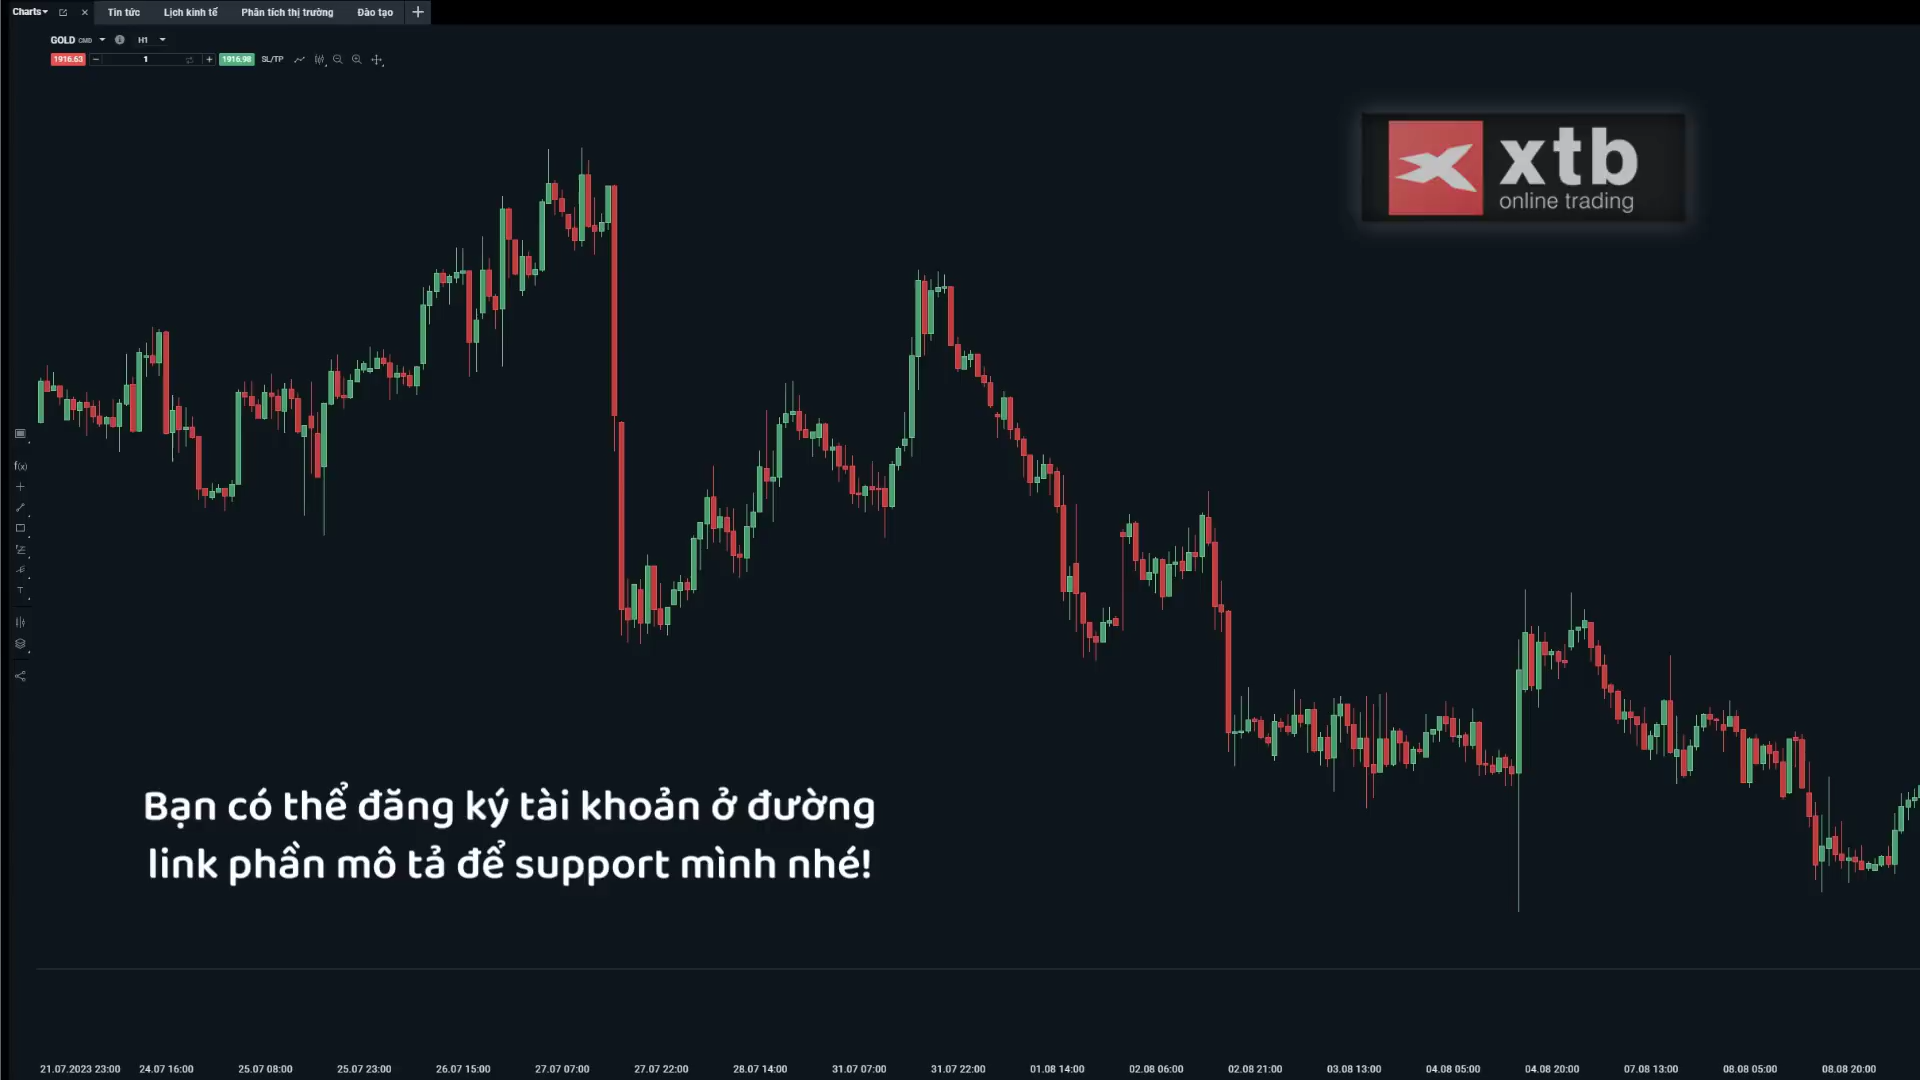 Charts
Tin tức
Lịch kinh tế
Phân tích thị trường
Đào tạo
GOLD CMD
H1
1916.63
1
1916.98
SL/TP
xtb
online trading
f(x)
T
Bạn có thể đăng ký tài khoản ở đường
link phần mô tả để support mình nhé!
21.07.2023 23:00 24.07 16:00 25.07 08:00 25.07 23:00 26.07 15:00 27.07 07:00 27.07 22:00 28.07 14:00 31.07 07:00 31.07 22:00 01.08 14:00 02.08 06:00 02.08 21:00 03.08 13:00 04.08 05:00 04.08 20:00 07.08 13:00 08.08 05:00 08.08 20:00